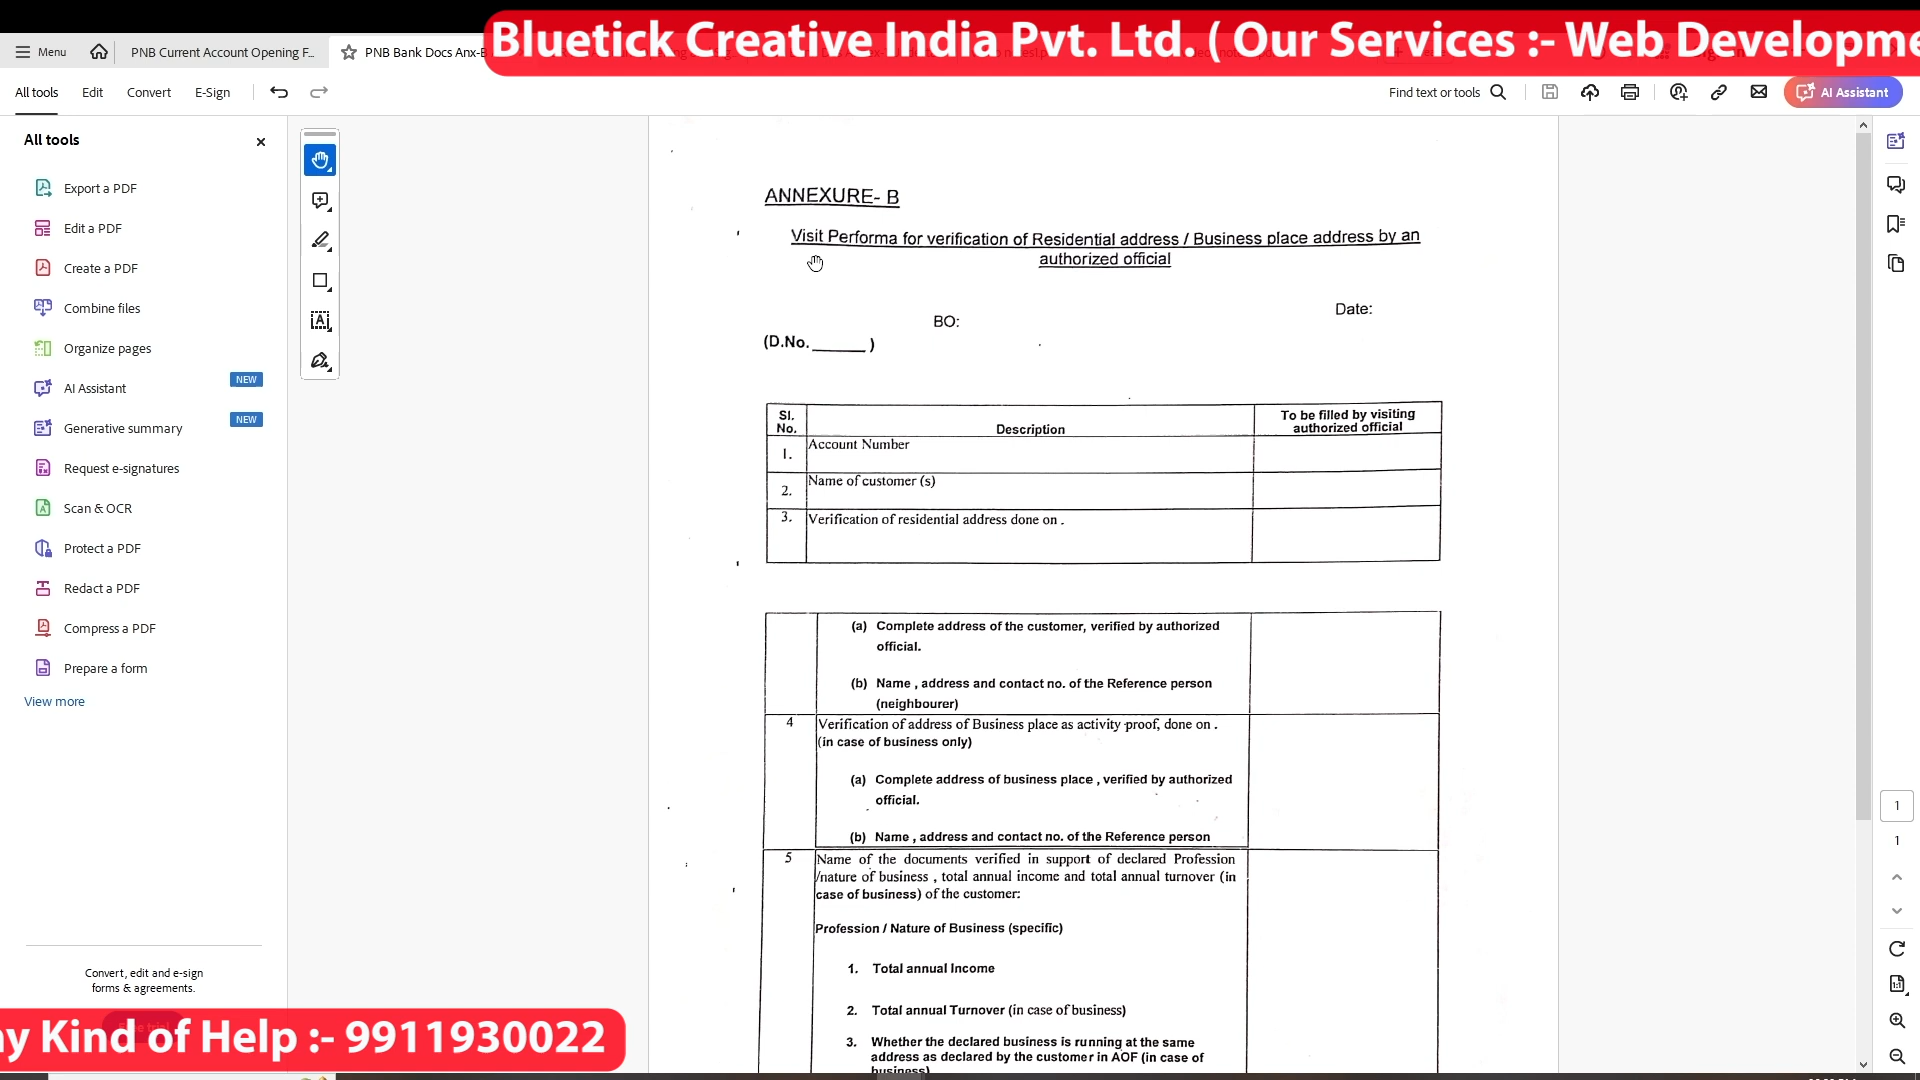 Bluetick Creative India Pvt. Ltd. ( Our Services :- Web Developme
Menu
PNB Current Account Opening F...
PNB Bank Docs Anx-B
All tools
Edit
Convert
E-Sign
Find text or tools
AI Assistant
All tools
Export a PDF
Edit a PDF
Create a PDF
Combine files
Organize pages
AI Assistant
NEW
Generative summary
NEW
Request e-signatures
Scan & OCR
Protect a PDF
Redact a PDF
Compress a PDF
Prepare a form
View more
Convert, edit and e-sign
forms & agreements.
Free trial
ANNEXURE- B
Visit Performa for verification of Residential address / Business place address by an
authorized official
Date:
BO:
(D.No.______ )
Sl. No.
Description
To be filled by visiting authorized official
1.
Account Number
2.
Name of customer (s)
3.
Verification of residential address done on .
(a) Complete address of the customer, verified by authorized
official.
(b) Name , address and contact no. of the Reference person
(neighbourer)
4
Verification of address of Business place as activity proof, done on .
(in case of business only)
(a) Complete address of business place , verified by authorized
official.
(b) Name , address and contact no. of the Reference person
5
Name of the documents verified in support of declared Profession
/nature of business , total annual income and total annual turnover (in
case of business) of the customer:
Profession / Nature of Business (specific)
1. Total annual Income
2. Total annual Turnover (in case of business)
3. Whether the declared business is running at the same
address as declared by the customer in AOF (in case of
business)
1
1
ny Kind of Help :- 9911930022